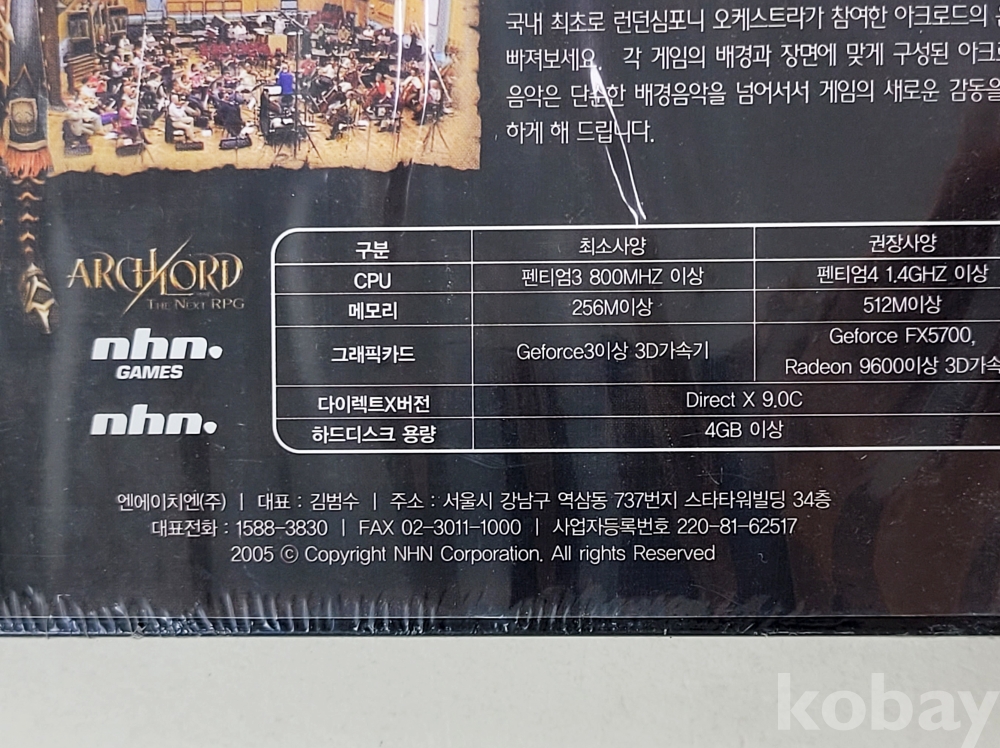 국내 최초로 런던심포니 오케스트라가 참여한 아크로드의
빠져보세요. 각 게임의 배경과 장면에 맞게 구성된 아크로
음악은 단순한 배경음악을 넘어서서 게임의 새로운 감동을
하게 해 드립니다.
구분 최소사양 권장사양
CPU 펜티엄3 800MHZ 이상 펜티엄4 1.4GHZ 이상
메모리 256M이상 512M이상
그래픽카드 Geforce3이상 3D가속기 Geforce FX5700,
Radeon 9600이상 3D가속
다이렉트X버전 Direct X 9.0C
하드디스크 용량 4GB 이상
ARCHLORD
THE NEXT RPG
nhn.
GAMES
nhn.
엔에이치엔(주) | 대표 : 김범수 | 주소 : 서울시 강남구 역삼동 737번지 스타타워빌딩 34층
대표전화 : 1588-3830 | FAX 02-3011-1000 | 사업자등록번호 220-81-62517
2005 © Copyright NHN Corporation. All rights Reserved
kobay